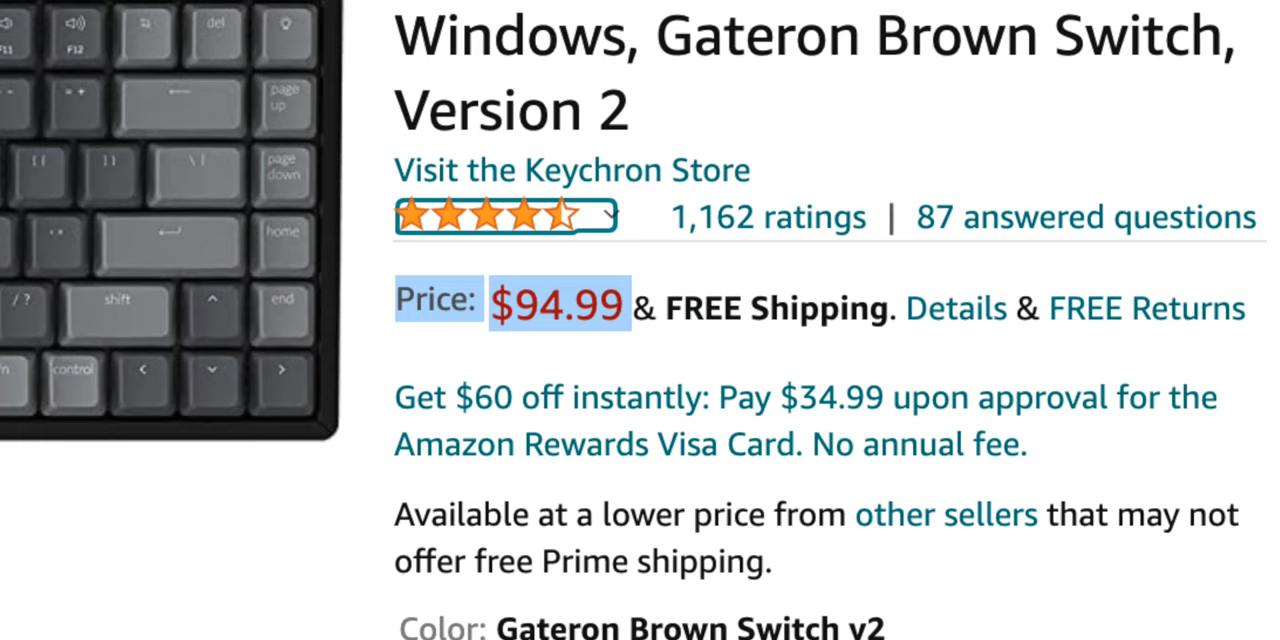 F11 F12 del
Windows, Gateron Brown Switch,
Version 2
page
up
Visit the Keychron Store
page
down
1,162 ratings | 87 answered questions
home
Price: $94.99 & FREE Shipping. Details & FREE Returns
/ ? shift end
control
Get $60 off instantly: Pay $34.99 upon approval for the
Amazon Rewards Visa Card. No annual fee.
Available at a lower price from other sellers that may not
offer free Prime shipping.
Color: Gateron Brown Switch v2